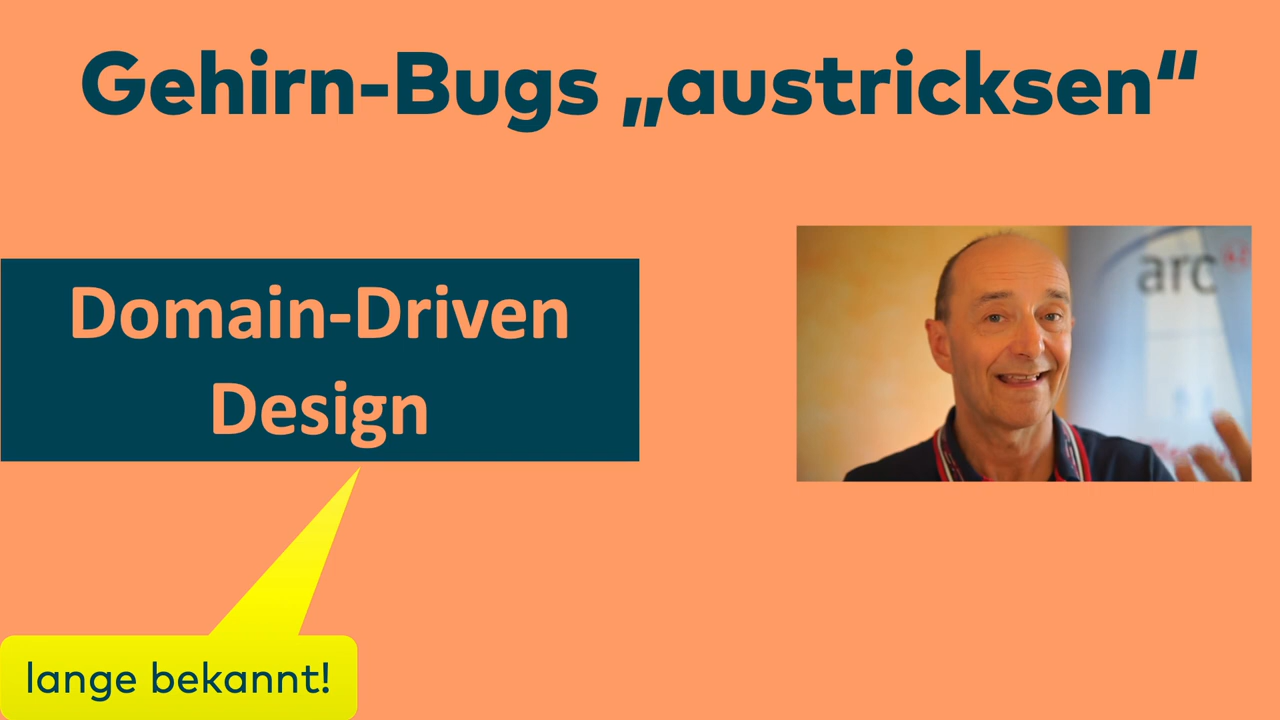 Gehirn-Bugs „austricksen“
Domain-Driven
Design
arc
lange bekannt!